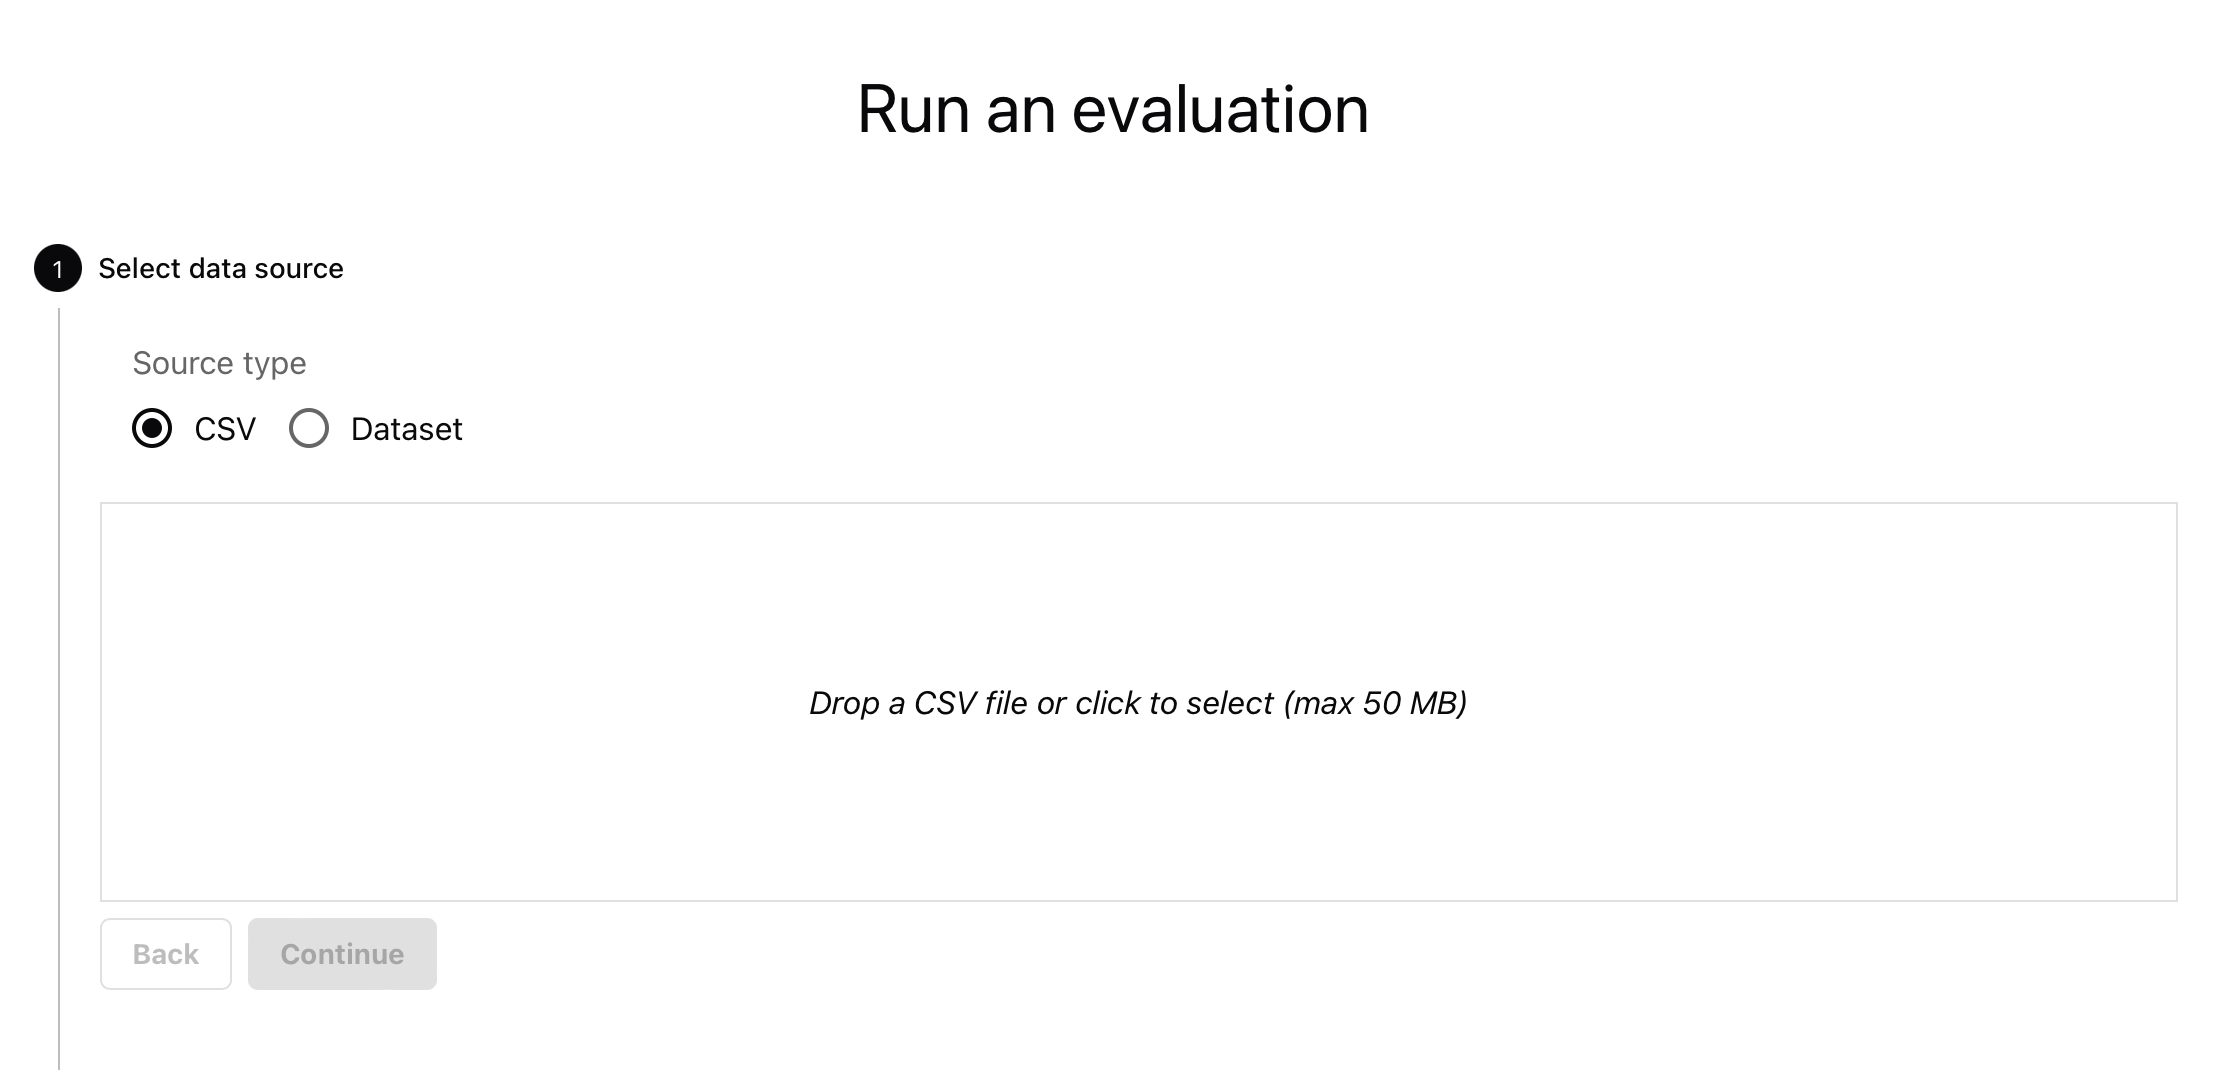 Run an evaluation
1 Select data source
Source type
CSV Dataset
Drop a CSV file or click to select (max 50 MB)
Back Continue